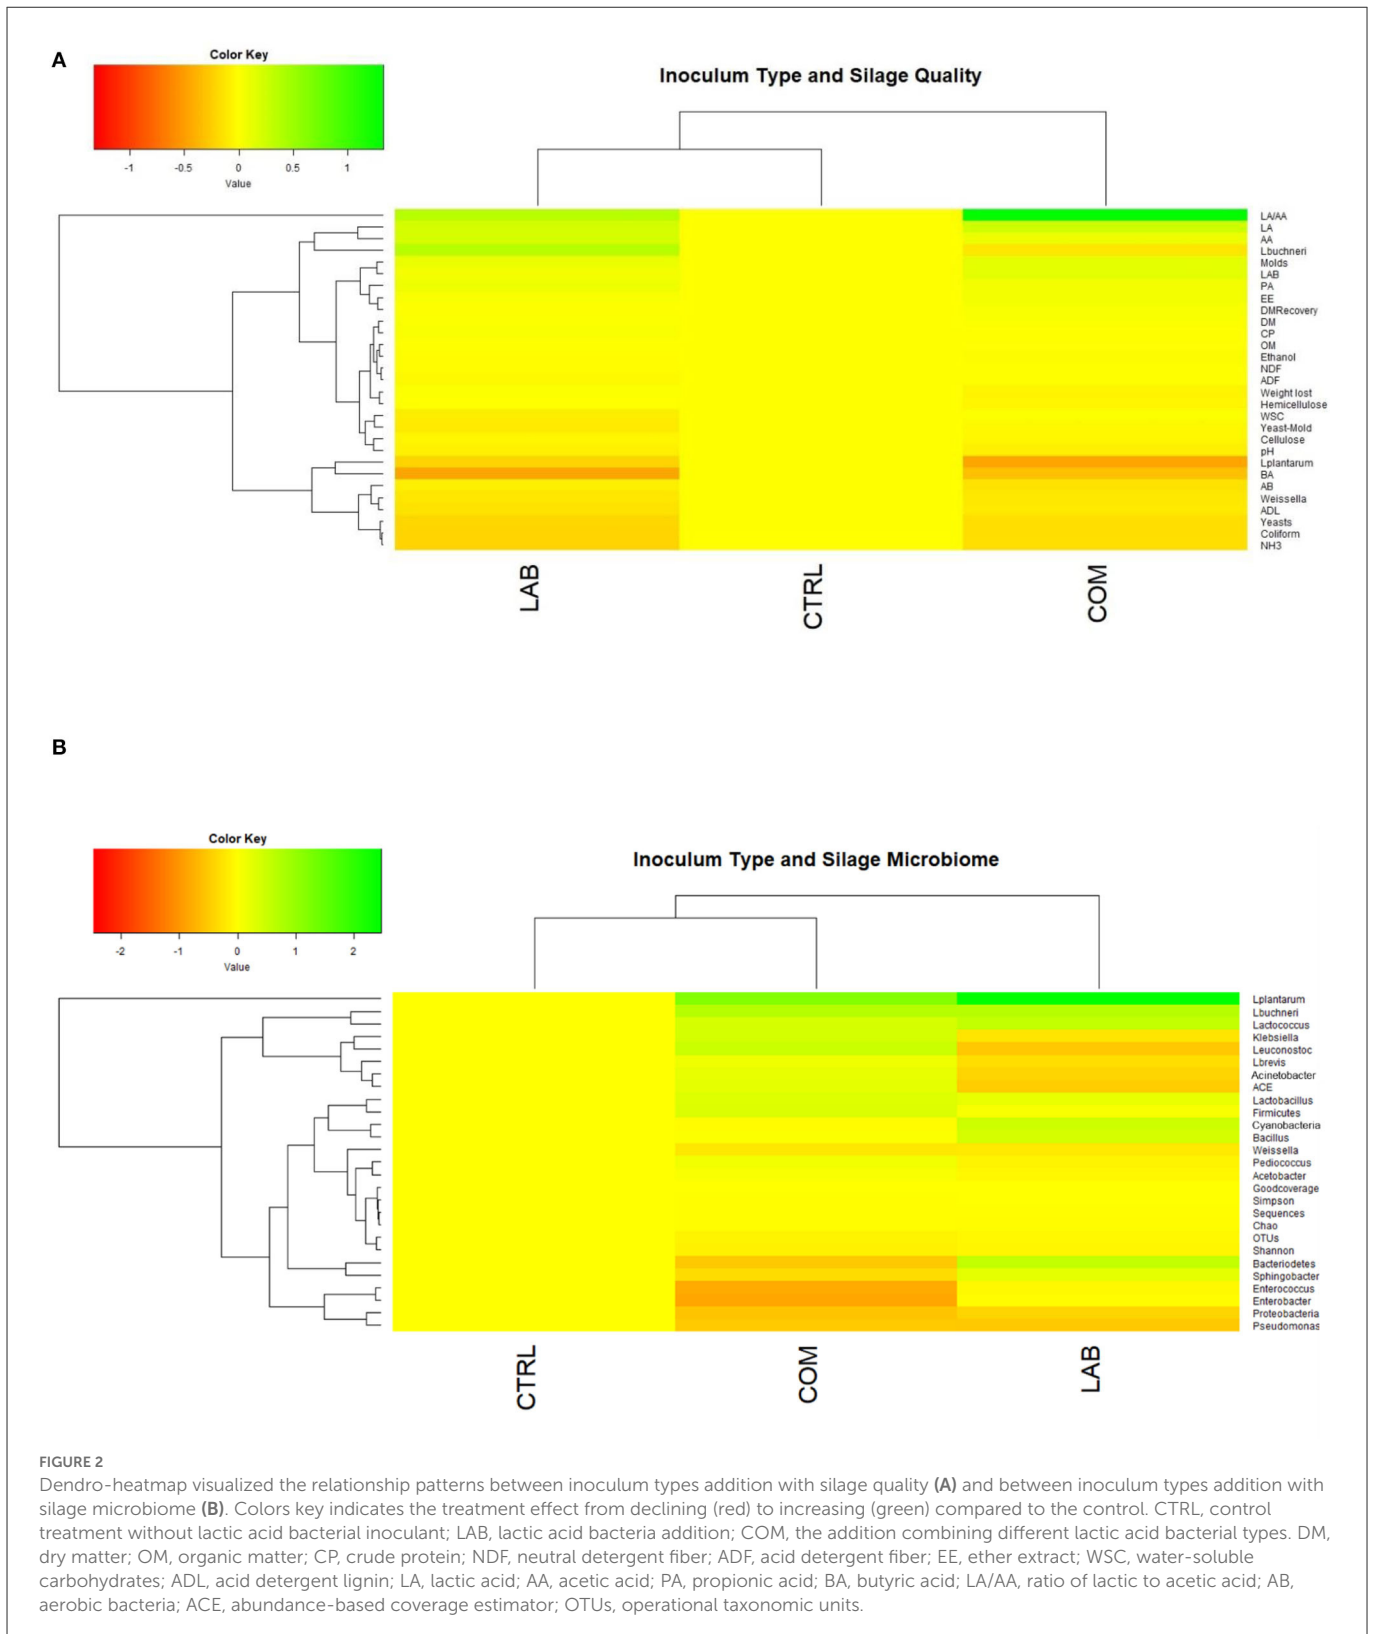 A
Color Key
-1 -0.5 0 0.5 1
Value
Inoculum Type and Silage Quality
LA/AA
LA
AA
Lbuchneri
Molds
LAB
PA
EE
DMRecovery
DM
CP
OM
Ethanol
NDF
ADF
Weight lost
Hemicellulose
WSC
Yeast-Mold
Cellulose
pH
Lplantarum
BA
AB
Weissella
ADL
Yeasts
Coliform
NH3
LAB CTRL COM
B
Color Key
-2 -1 0 1 2
Value
Inoculum Type and Silage Microbiome
Lplantarum
Lbuchneri
Lactococcus
Klebsiella
Leuconostoc
Lbrevis
Acinetobacter
ACE
Lactobacillus
Firmicutes
Cyanobacteria
Bacillus
Weissella
Pediococcus
Acetobacter
Goodcoverage
Simpson
Sequences
Chao
OTUs
Shannon
Bacteriodetes
Sphingobacter
Enterococcus
Enterobacter
Proteobacteria
Pseudomonas
CTRL COM LAB
FIGURE 2
Dendro-heatmap visualized the relationship patterns between inoculum types addition with silage quality (A) and between inoculum types addition with
silage microbiome (B). Colors key indicates the treatment effect from declining (red) to increasing (green) compared to the control. CTRL, control
treatment without lactic acid bacterial inoculant; LAB, lactic acid bacteria addition; COM, the addition combining different lactic acid bacterial types. DM,
dry matter; OM, organic matter; CP, crude protein; NDF, neutral detergent fiber; ADF, acid detergent fiber; EE, ether extract; WSC, water-soluble
carbohydrates; ADL, acid detergent lignin; LA, lactic acid; AA, acetic acid; PA, propionic acid; BA, butyric acid; LA/AA, ratio of lactic to acetic acid; AB,
aerobic bacteria; ACE, abundance-based coverage estimator; OTUs, operational taxonomic units.